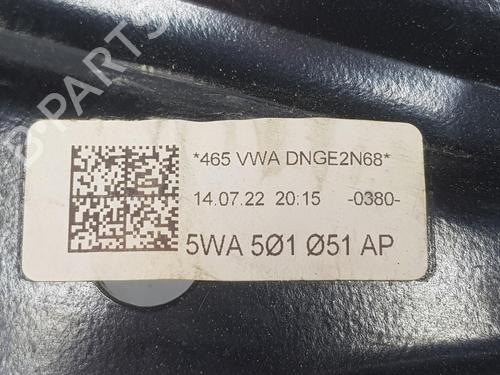 B-PARTS
*465 VWA DNGE2N68*
14.07.22 20:15 -0380-
5WA 5Ø1 Ø51 AP